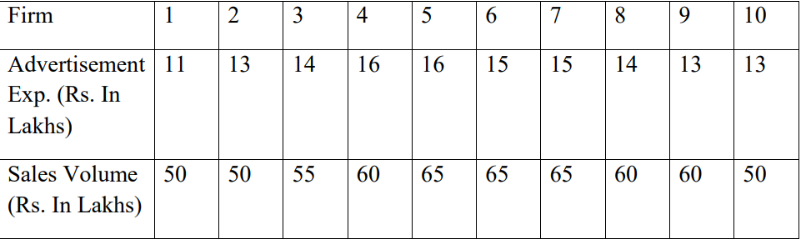 Firm 1 2 3 4 5 6 7 8 9 10
Advertisement 11 13 14 16 16 15 15 14 13 13
Exp. (Rs. In
Lakhs)
Sales Volume 50 50 55 60 65 65 65 60 60 50
(Rs. In Lakhs)